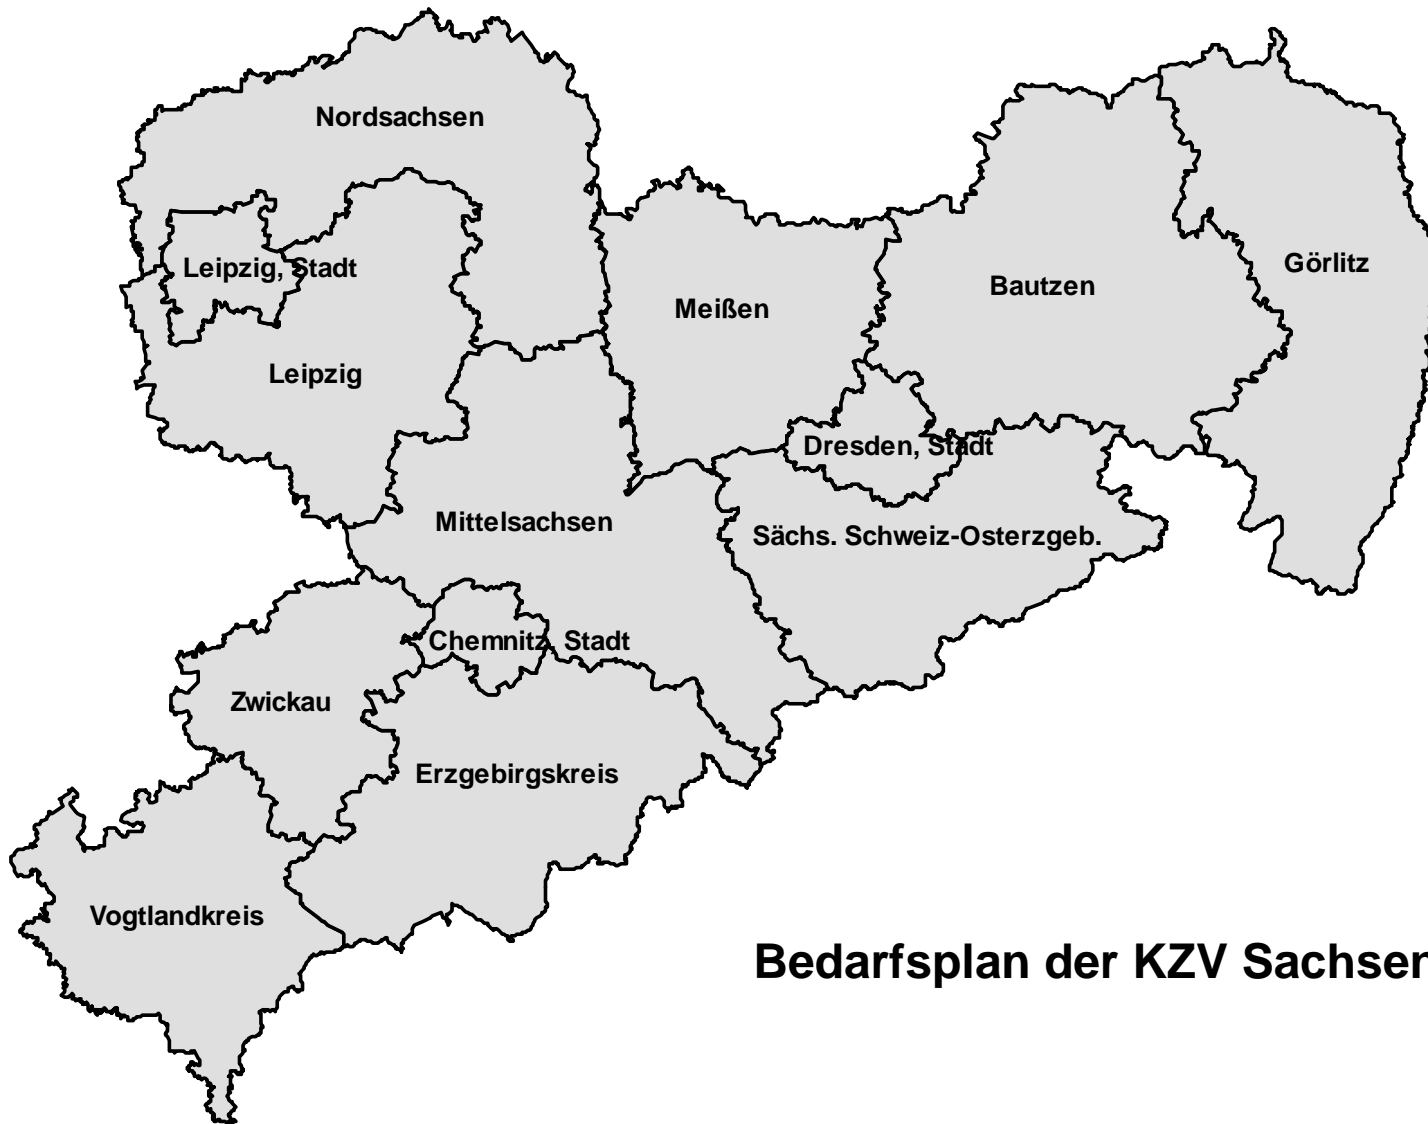 Nordsachsen
Leipzig, Stadt
Görlitz
Bautzen
Meißen
Leipzig
Dresden, Stadt
Mittelsachsen
Sächs. Schweiz-Osterzgeb.
Chemnitz, Stadt
Zwickau
Erzgebirgskreis
Vogtlandkreis
Bedarfsplan der KZV Sachsen